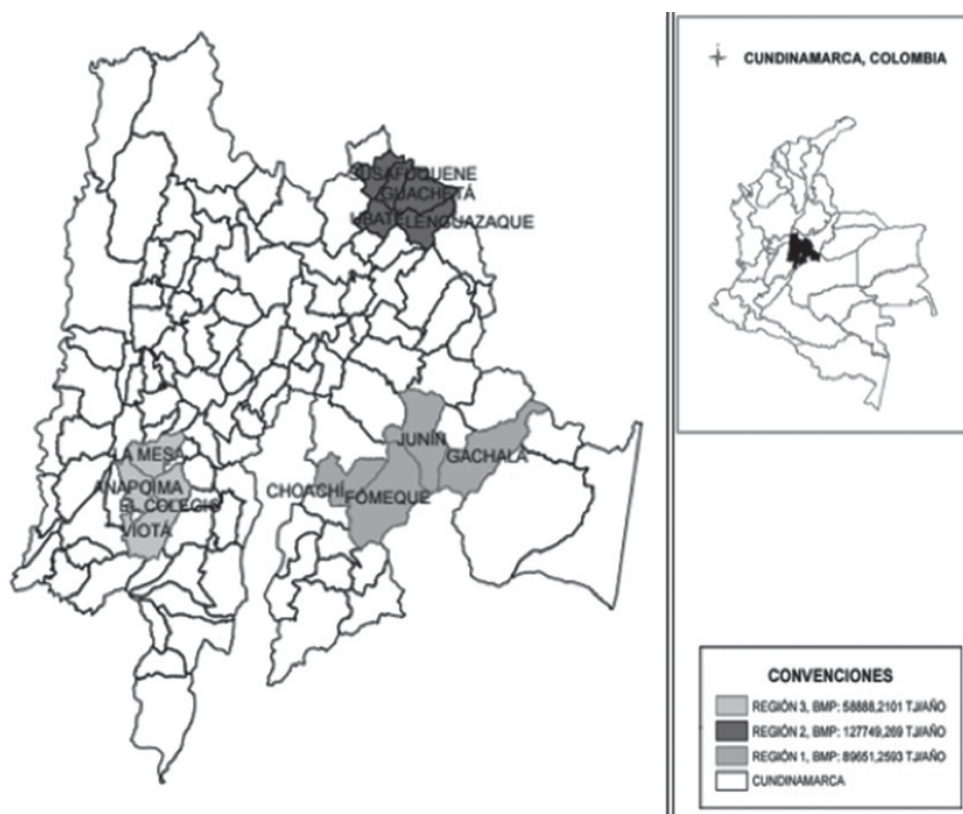 SUSA FÚQUENE
GUACHETÁ
UBATÉ LENGUAZAQUE
LA MESA
ANAPOIMA
EL COLEGIO
VIOTÁ
JUNÍN
GACHALÁ
CHOACHÍ
FÓMEQUE
CUNDINAMARCA, COLOMBIA
CONVENCIONES
REGIÓN 3, BMP: 58888,2101 TJ/AÑO
REGIÓN 2, BMP: 127749,269 TJ/AÑO
REGIÓN 1, BMP: 89651,2593 TJ/AÑO
CUNDINAMARCA